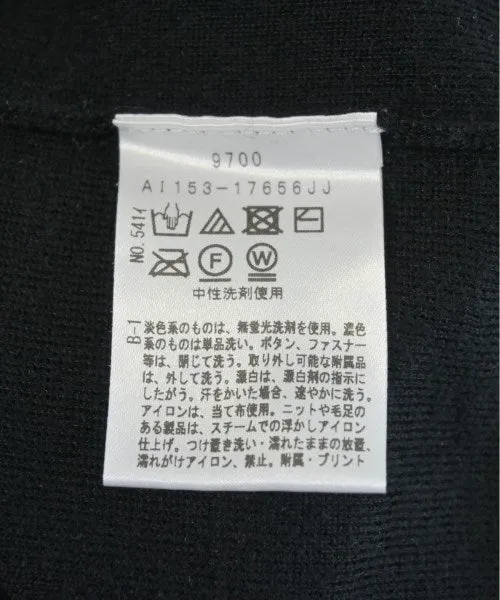 9700
AI153-17656JJ
NO.5414
F
W
中性洗剤使用
B-1
淡色系のものは、無蛍光洗剤を使用。濃色
系のものは単品洗い。ボタン、ファスナー
等は、閉じて洗う。取り外し可能な附属品
は、外して洗う。漂白は、漂白剤の指示に
したがう。汗をかいた場合、速やかに洗う。
アイロンは、当て布使用。ニットや毛足の
ある製品は、スチームでの浮かしアイロン
仕上げ。つけ置き洗い・濡れたままの放置、
濡れがけアイロン、禁止。附属・プリント